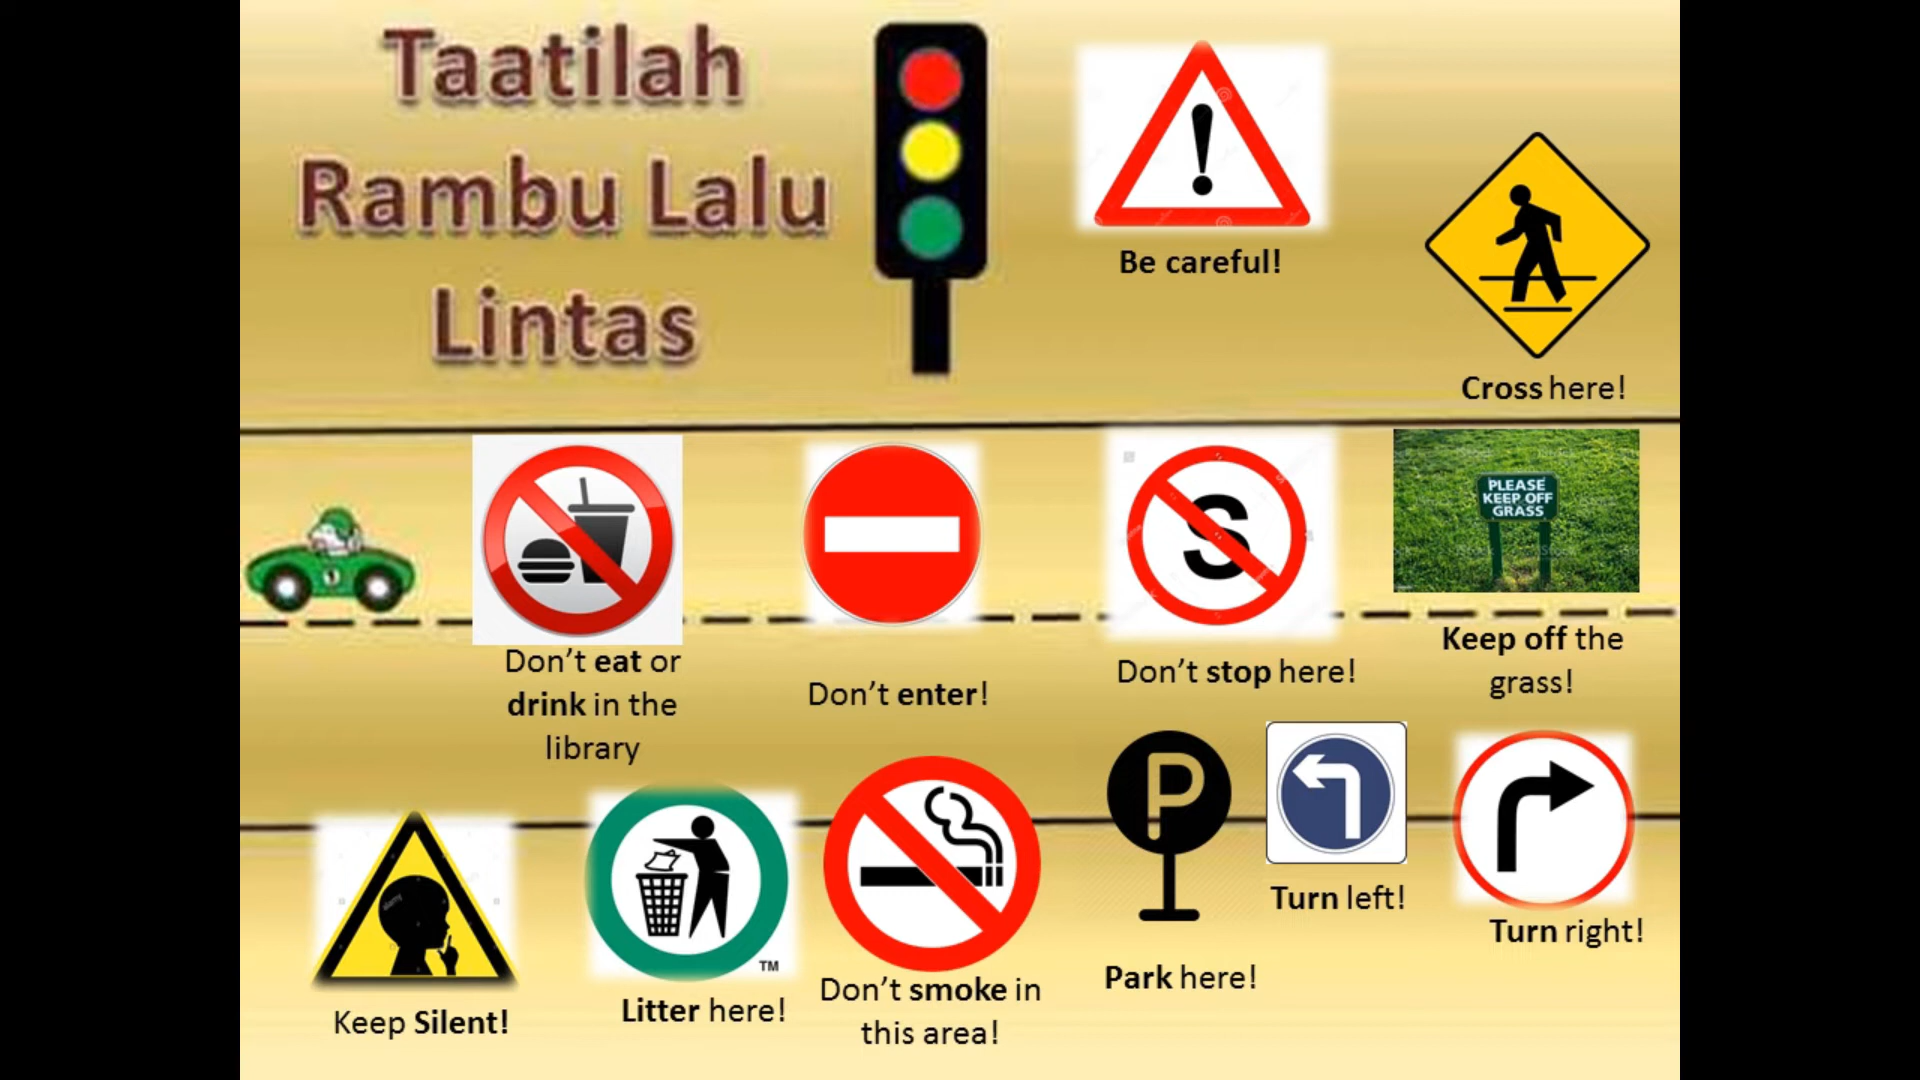 Taatilah
Rambu Lalu
Lintas
Be careful!
Cross here!
PLEASE
KEEP OFF
GRASS
S
Don't eat or
drink in the
library
Don't enter!
Don't stop here!
Keep off the
grass!
1
P
TM
Keep Silent!
Litter here!
Don't smoke in
this area!
Park here!
Turn left!
Turn right!